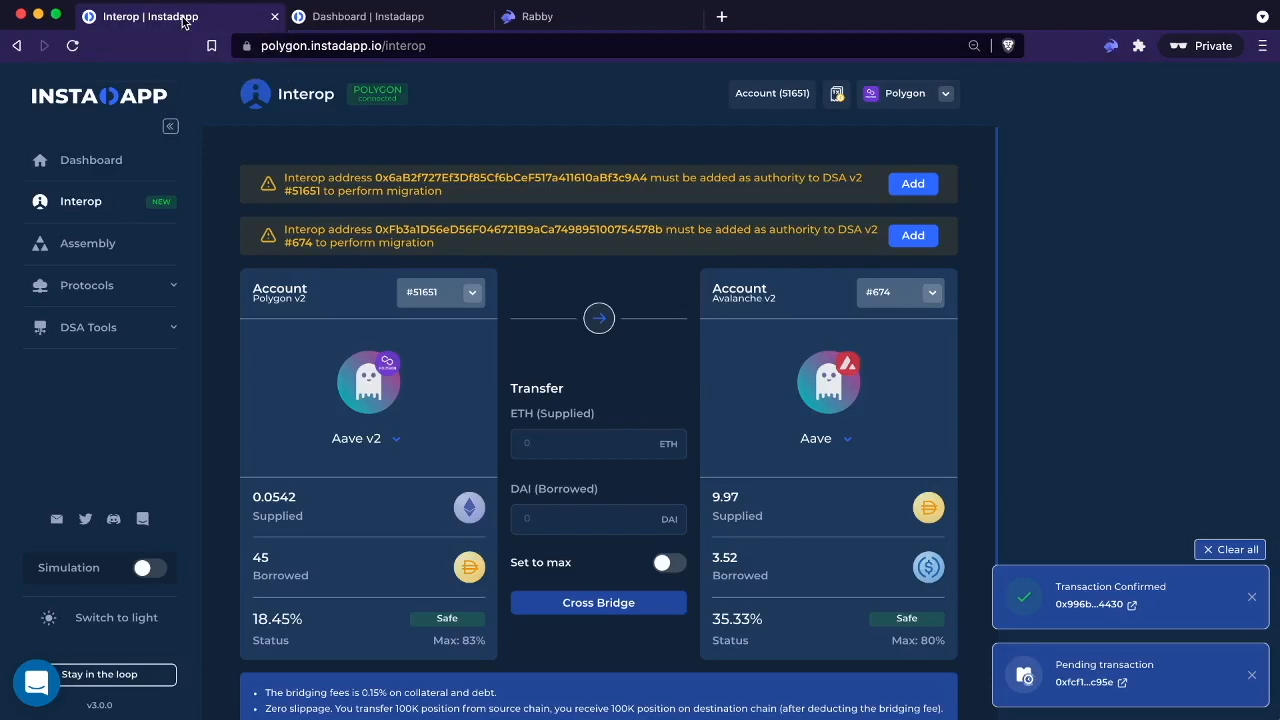 Interop | Instadapp
Dashboard | Instadapp
Rabby
polygon.instadapp.io/interop
Private
INSTADAPP
Interop
POLYGON
connected
Account (51651)
Polygon
Dashboard
Interop
NEW
Assembly
Protocols
DSA Tools
Interop address 0x6aB2f727Ef3Df85Cf6bCeF517a411610aBf3c9A4 must be added as authority to DSA v2
#51651 to perform migration
Add
Interop address 0xFb3a1D56eD56F046721B9aCa749895100754578b must be added as authority to DSA v2
#674 to perform migration
Add
Account
Polygon v2
#51651
Aave v2
0.0542
Supplied
45
Borrowed
18.45%
Safe
Status
Max: 83%
Transfer
ETH (Supplied)
0
ETH
DAI (Borrowed)
0
DAI
Set to max
Cross Bridge
Account
Avalanche v2
#674
Aave
9.97
Supplied
3.52
Borrowed
35.33%
Safe
Status
Max: 80%
• The bridging fees is 0.15% on collateral and debt.
• Zero slippage. You transfer 100K position from source chain, you receive 100K position on destination chain (after deducting the bridging fee).
Simulation
Switch to light
Stay in the loop
v3.0.0
Clear all
Transaction Confirmed
0x996b...4430
Pending transaction
0xfcf1...c95e